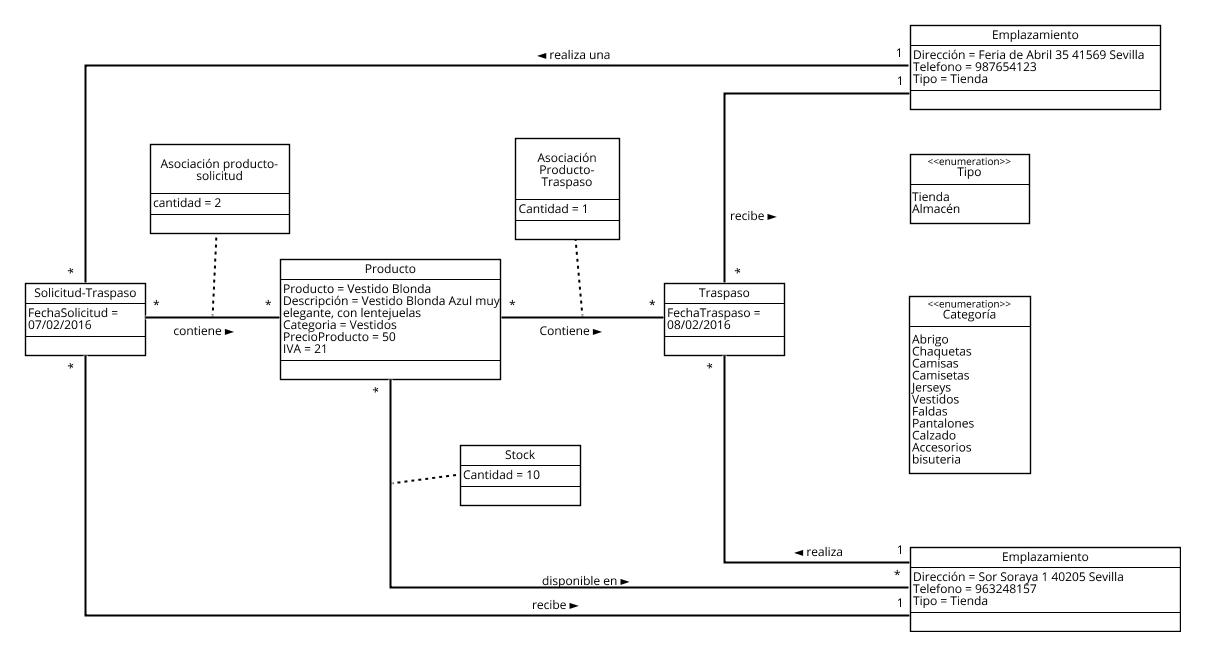 Emplazamiento
Dirección = Feria de Abril 35 41569 Sevilla
Telefono = 987654123
Tipo = Tienda
◄ realiza una
1
1
Asociación producto-
solicitud
cantidad = 2
Asociación
Producto-
Traspaso
Cantidad = 1
<<enumeration>>
Tipo
Tienda
Almacén
recibe ►
*
*
Solicitud-Traspaso
FechaSolicitud =
07/02/2016
*
*
contiene ►
Producto
Producto = Vestido Blonda
Descripción = Vestido Blonda Azul muy
elegante, con lentejuelas
Categoria = Vestidos
PrecioProducto = 50
IVA = 21
*
*
Contiene ►
Traspaso
FechaTraspaso =
08/02/2016
<<enumeration>>
Categoría
Abrigo
Chaquetas
Camisas
Camisetas
Jerseys
Vestidos
Faldas
Pantalones
Calzado
Accesorios
bisuteria
*
*
*
Stock
Cantidad = 10
◄ realiza
1
*
disponible en ►
recibe ►
1
Emplazamiento
Dirección = Sor Soraya 1 40205 Sevilla
Telefono = 963248157
Tipo = Tienda